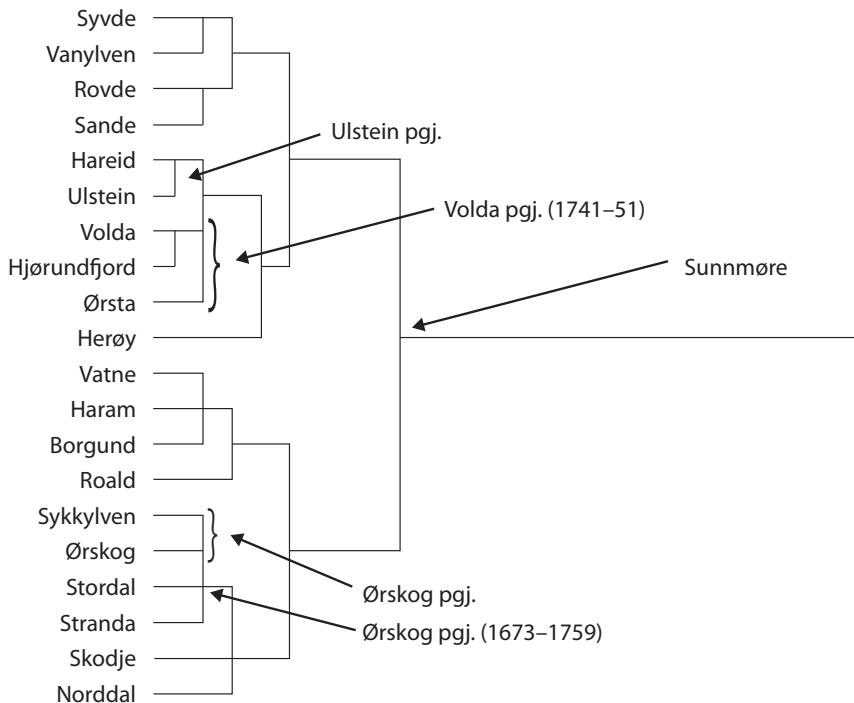 Syvde
Vanylven
Rovde
Sande
Ulstein pgj.
Hareid
Ulstein
Volda pgj. (1741–51)
Volda
Hjørundfjord
Sunnmøre
Ørsta
Herøy
Vatne
Haram
Borgund
Roald
Sykkylven
Ørskog
Stordal
Ørskog pgj.
Stranda
Ørskog pgj. (1673–1759)
Skodje
Norddal